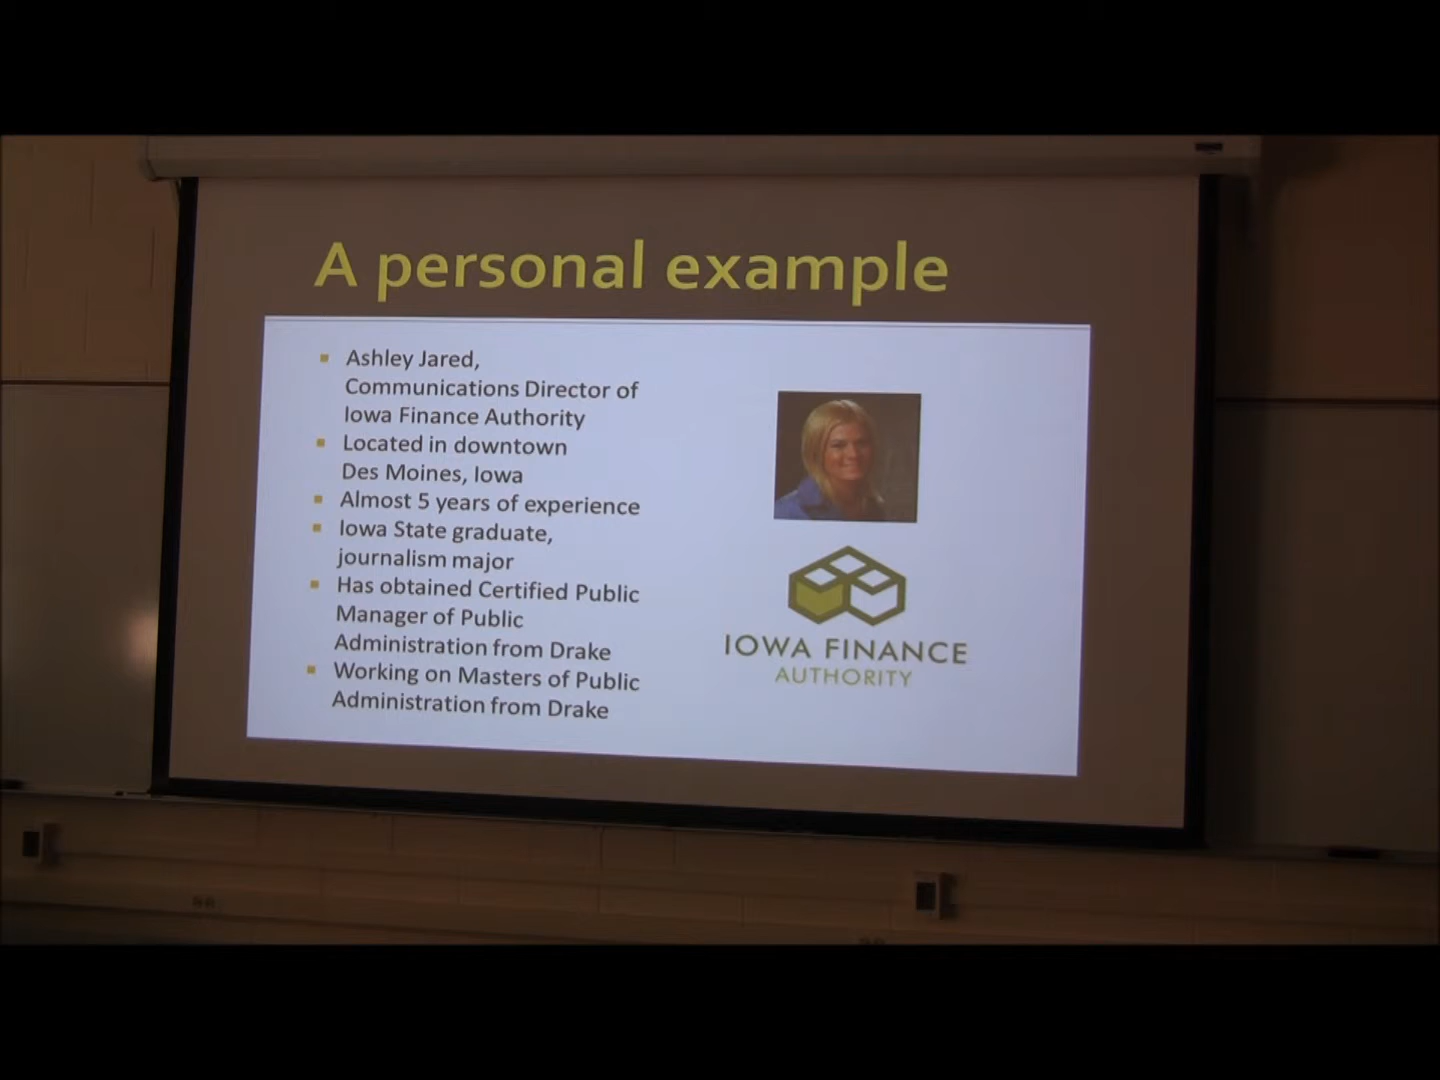 A personal example
Ashley Jared,
Communications Director of
Iowa Finance Authority
Located in downtown
Des Moines, Iowa
Almost 5 years of experience
Iowa State graduate,
journalism major
Has obtained Certified Public
Manager of Public
Administration from Drake
Working on Masters of Public
Administration from Drake
IOWA FINANCE
AUTHORITY